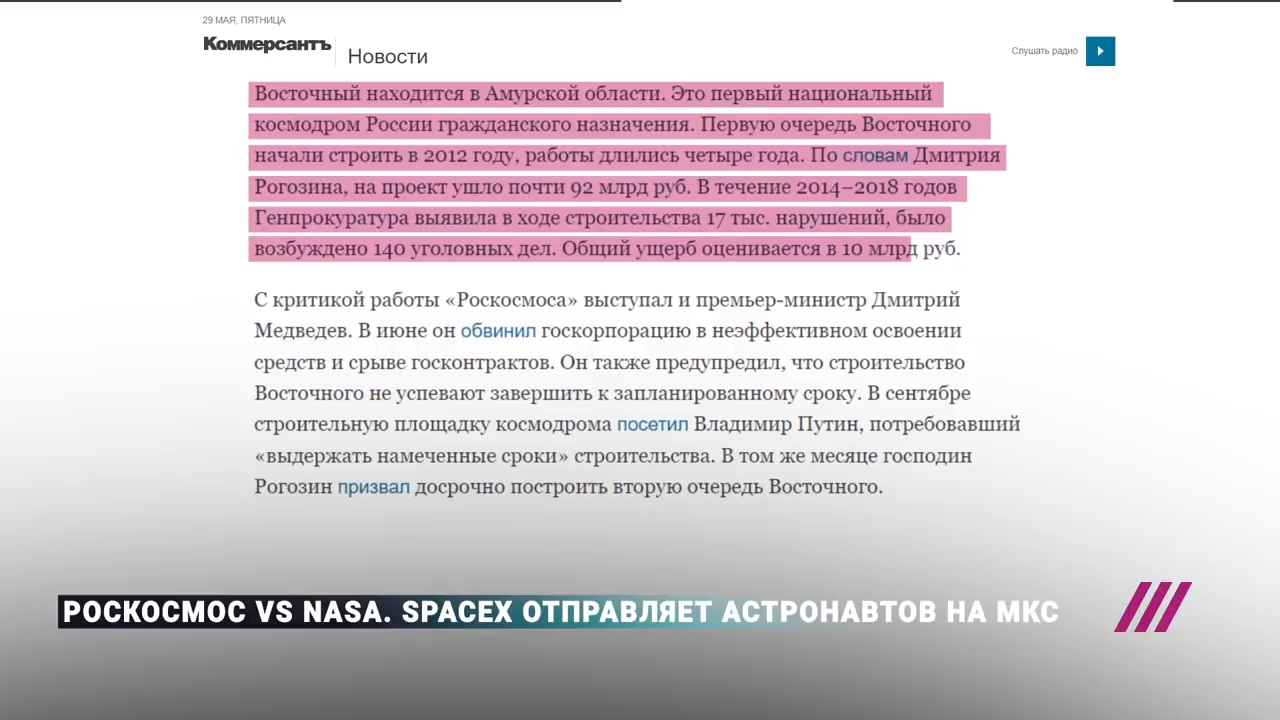 29 МАЯ, ПЯТНИЦА
Коммерсантъ
Новости
Слушать радио
Восточный находится в Амурской области. Это первый национальный
космодром России гражданского назначения. Первую очередь Восточного
начали строить в 2012 году, работы длились четыре года. По словам Дмитрия
Рогозина, на проект ушло почти 92 млрд руб. В течение 2014–2018 годов
Генпрокуратура выявила в ходе строительства 17 тыс. нарушений, было
возбуждено 140 уголовных дел. Общий ущерб оценивается в 10 млрд руб.
С критикой работы «Роскосмоса» выступал и премьер-министр Дмитрий
Медведев. В июне он обвинил госкорпорацию в неэффективном освоении
средств и срыве госконтрактов. Он также предупредил, что строительство
Восточного не успевают завершить к запланированному сроку. В сентябре
строительную площадку космодрома посетил Владимир Путин, потребовавший
«выдержать намеченные сроки» строительства. В том же месяце господин
Рогозин призвал досрочно построить вторую очередь Восточного.
РОСКОСМОС VS NASA. SPACEX ОТПРАВЛЯЕТ АСТРОНАВТОВ НА МКС